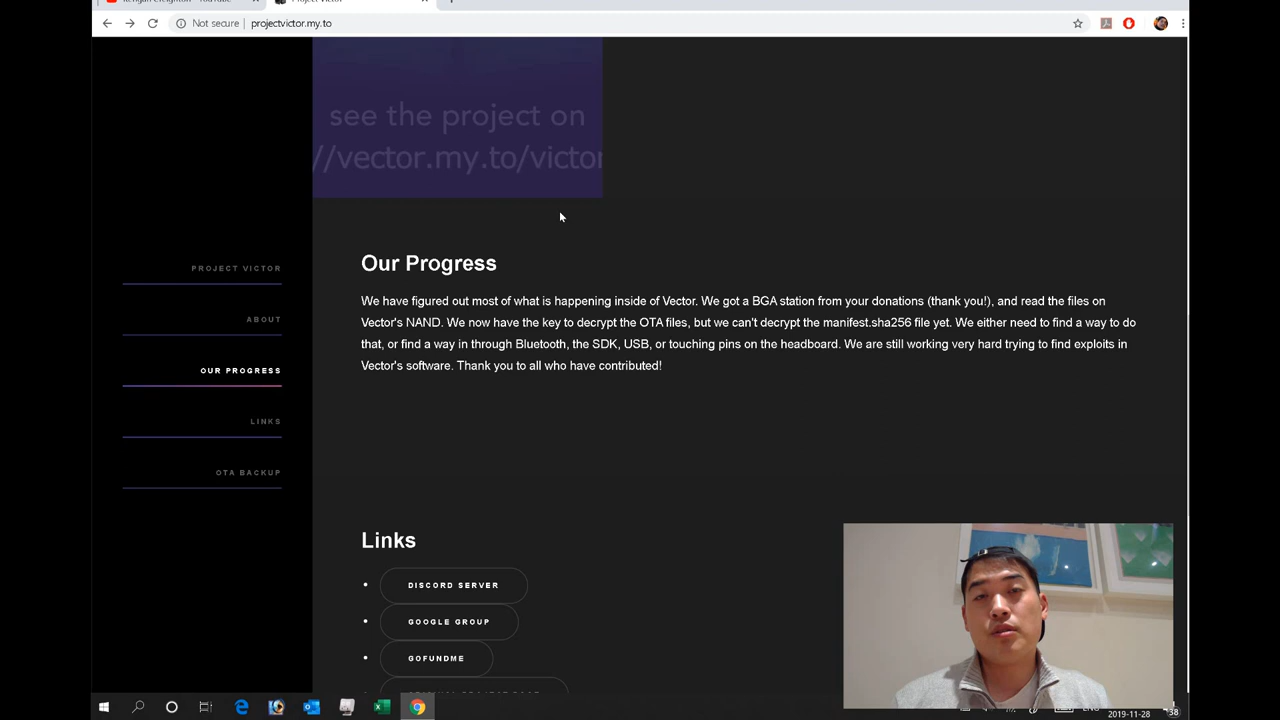 Project Victor
Not secure | projectvictor.my.to
see the project on
//vector.my.to/victor
PROJECT VICTOR
ABOUT
OUR PROGRESS
LINKS
OTA BACKUP
Our Progress
We have figured out most of what is happening inside of Vector. We got a BGA station from your donations (thank you!), and read the files on
Vector's NAND. We now have the key to decrypt the OTA files, but we can't decrypt the manifest.sha256 file yet. We either need to find a way to do
that, or find a way in through Bluetooth, the SDK, USB, or touching pins on the headboard. We are still working very hard trying to find exploits in
Vector's software. Thank you to all who have contributed!
Links
DISCORD SERVER
GOOGLE GROUP
GOFUNDME
2019-11-28
38